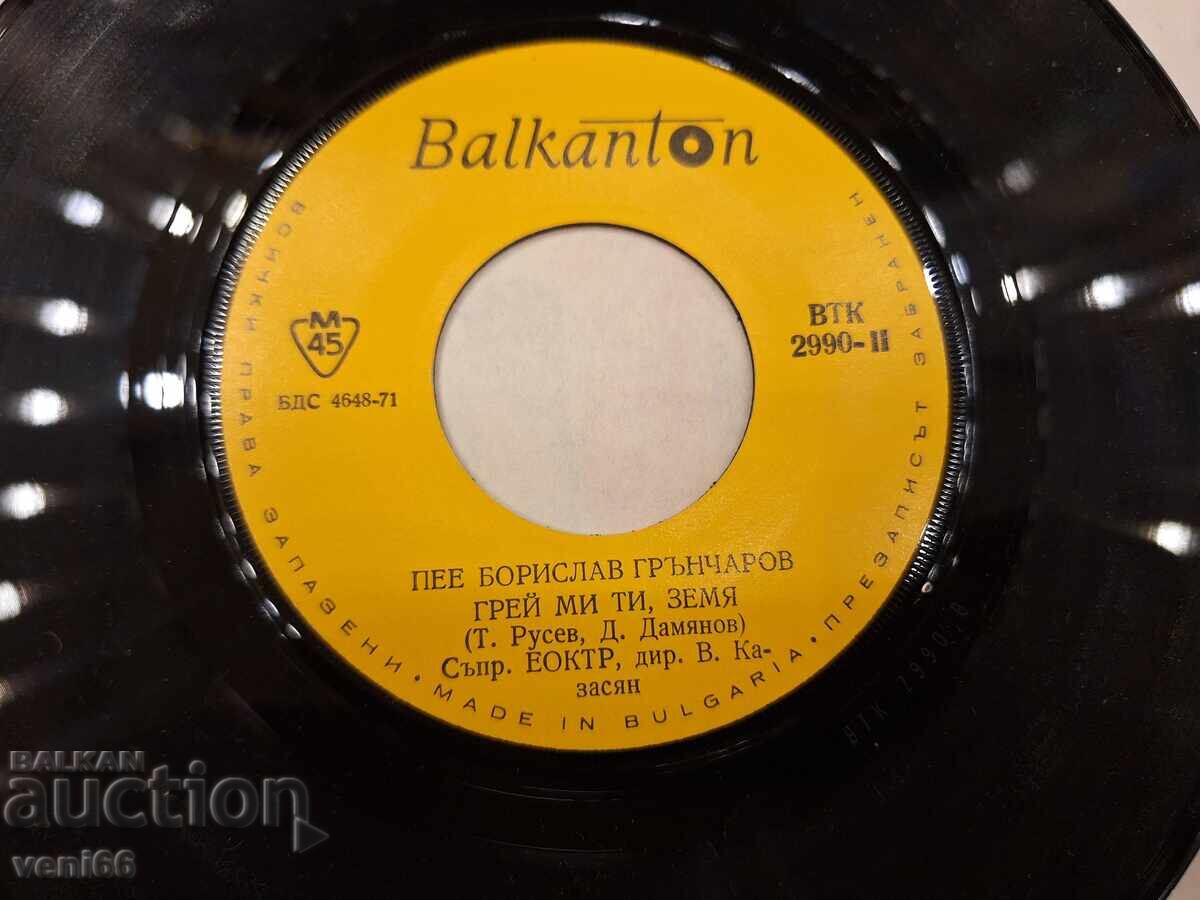 Balkanton
ВСИЧКИ ПРАВА ЗАПАЗЕНИ · MADE IN BULGARIA · ПРЕЗАПИСЪТ ЗАБРАНЕН
М
45
БДС 4648-71
ВТК
2990-II
ПЕЕ БОРИСЛАВ ГРЪНЧАРОВ
ГРЕЙ МИ ТИ, ЗЕМЯ
(Т. Русев, Д. Дамянов)
Съпр. ЕОКТР, дир. В. Ка-
засян
BALKAN
auction
veni66